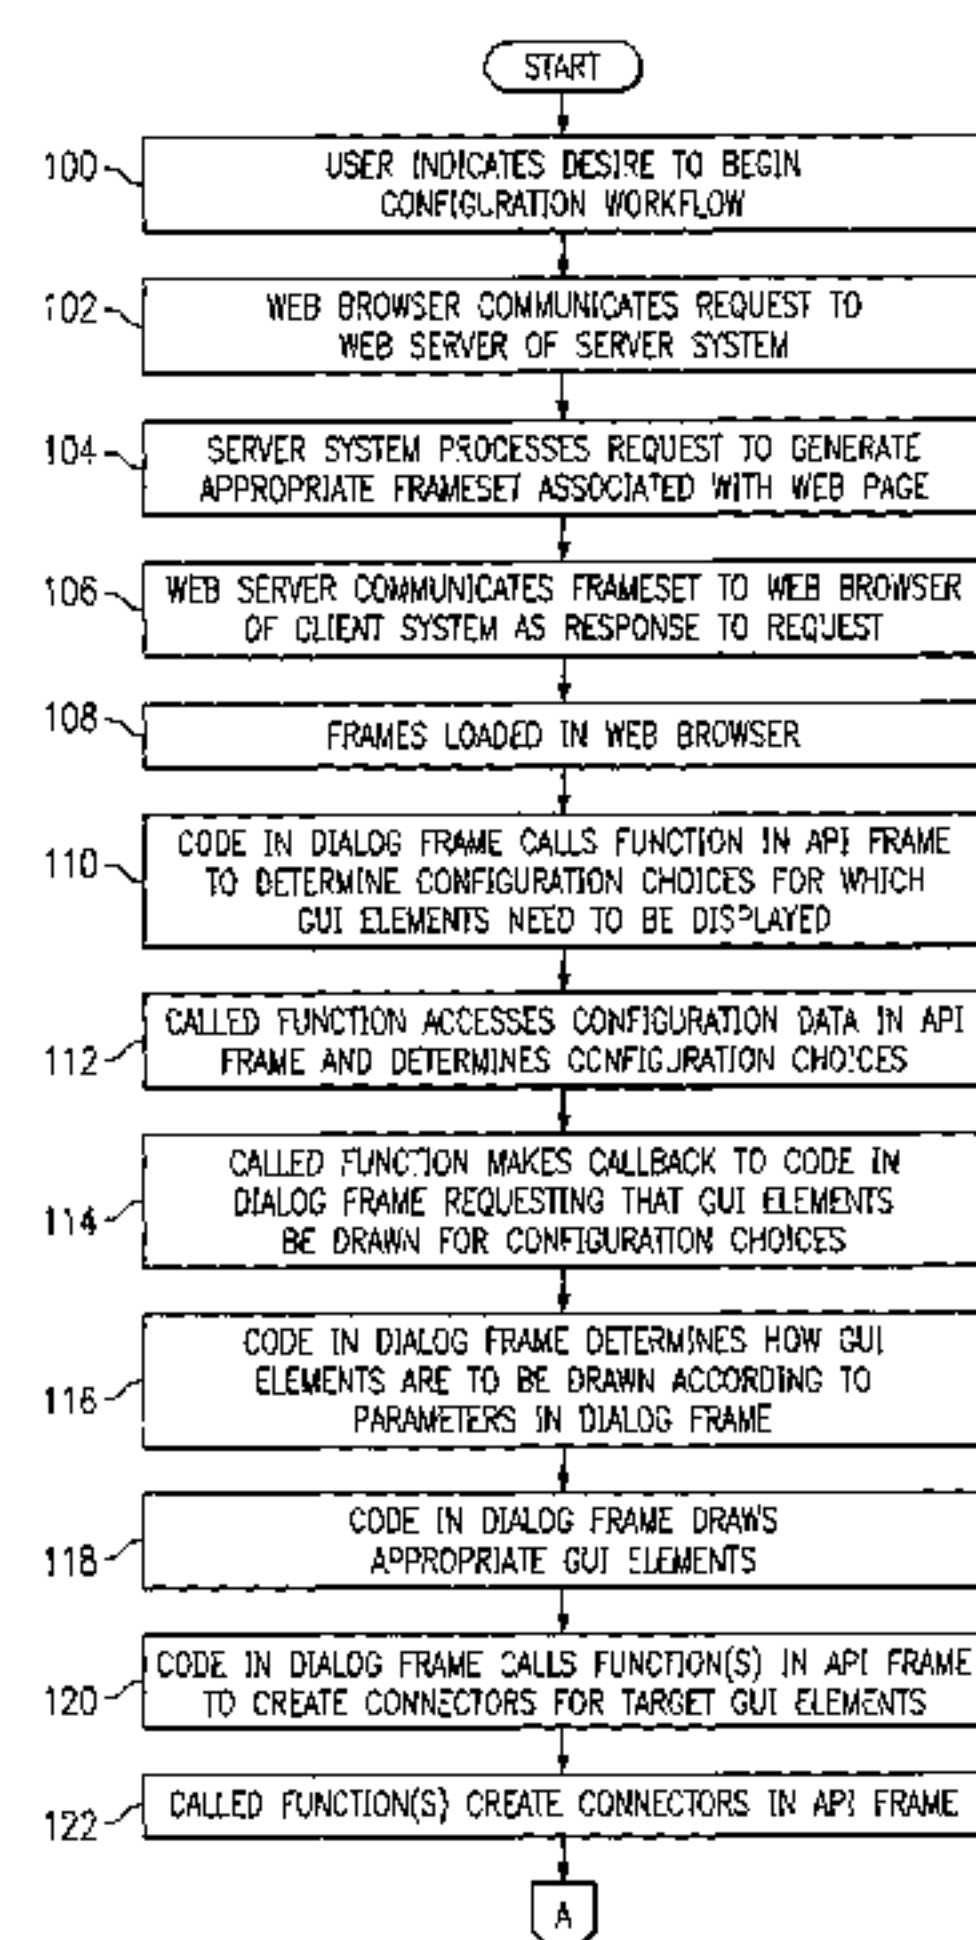 START
100
USER INDICATES DESIRE TO BEGIN
CONFIGURATION WORKFLOW
102
WEB BROWSER COMMUNICATES REQUEST TO
WEB SERVER OF SERVER SYSTEM
104
SERVER SYSTEM PROCESSES REQUEST TO GENERATE
APPROPRIATE FRAMESET ASSOCIATED WITH WEB PAGE
106
WEB SERVER COMMUNICATES FRAMESET TO WEB BROWSER
OF CLIENT SYSTEM AS RESPONSE TO REQUEST
108
FRAMES LOADED IN WEB BROWSER
110
CODE IN DIALOG FRAME CALLS FUNCTION IN API FRAME
TO DETERMINE CONFIGURATION CHOICES FOR WHICH
GUI ELEMENTS NEED TO BE DISPLAYED
112
CALLED FUNCTION ACCESSES CONFIGURATION DATA IN API
FRAME AND DETERMINES CONFIGURATION CHOICES
114
CALLED FUNCTION MAKES CALLBACK TO CODE IN
DIALOG FRAME REQUESTING THAT GUI ELEMENTS
BE DRAWN FOR CONFIGURATION CHOICES
116
CODE IN DIALOG FRAME DETERMINES HOW GUI
ELEMENTS ARE TO BE DRAWN ACCORDING TO
PARAMETERS IN DIALOG FRAME
118
CODE IN DIALOG FRAME DRAWS
APPROPRIATE GUI ELEMENTS
120
CODE IN DIALOG FRAME CALLS FUNCTION(S) IN API FRAME
TO CREATE CONNECTORS FOR TARGET GUI ELEMENTS
122
CALLED FUNCTION(S) CREATE CONNECTORS IN API FRAME
A